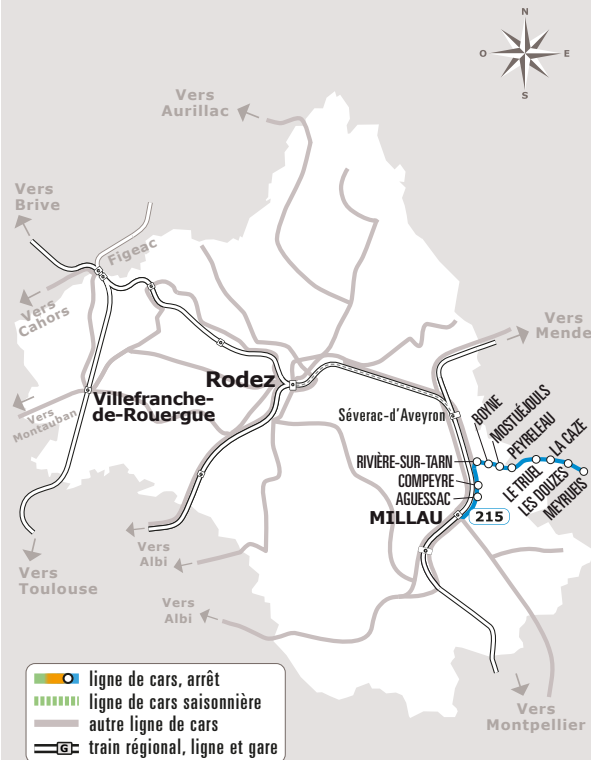 N
O
E
S
Vers
Aurillac
Vers
Brive
Figeac
Vers
Cahors
Vers
Mende
Rodez
Villefranche-
de-Rouergue
Vers
Montauban
Séverac-d'Aveyron
BOYNE
MOSTUÉJOULS
PEYRELEAU
LA CAZE
RIVIÈRE-SUR-TARN
COMPEYRE
AGUESSAC
LE TRUEL
LES DOUZES
MEYRUEIS
MILLAU
215
Vers
Toulouse
Vers
Albi
Vers
Albi
Vers
Montpellier
ligne de cars, arrêt
ligne de cars saisonnière
autre ligne de cars
G
train régional, ligne et gare